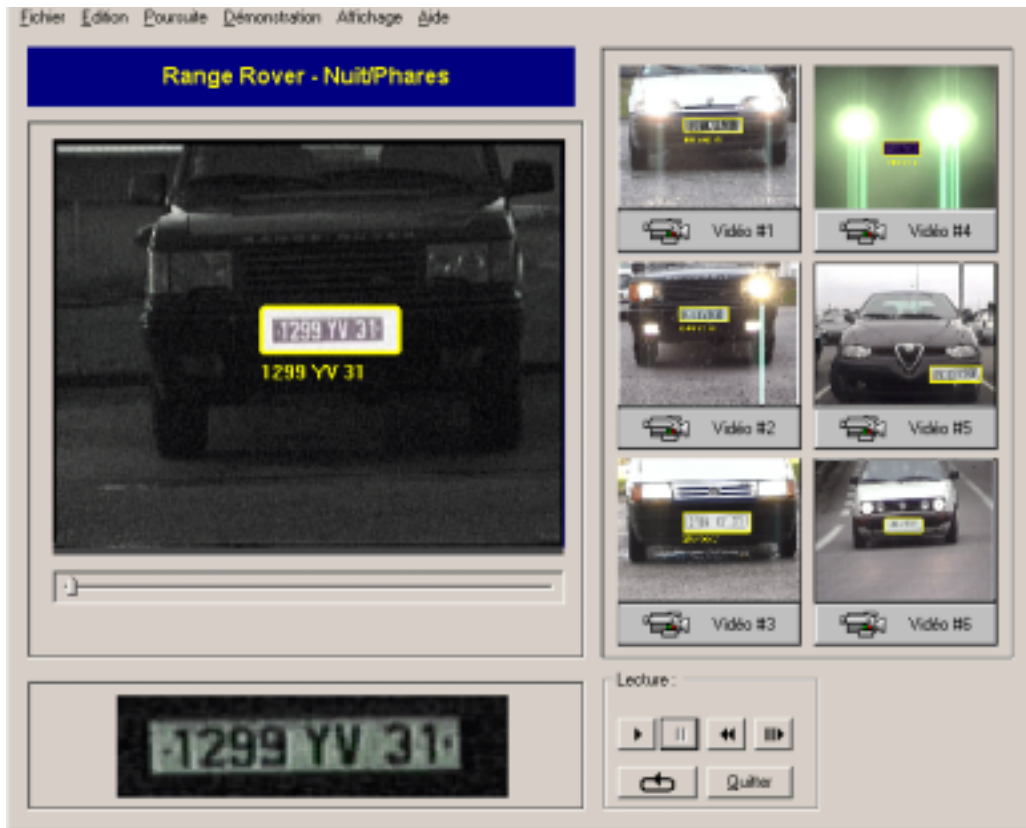 Fichier Edition Poursuite Démonstration Affichage Aide
Range Rover - Nuit/Phares
1299 YV 31
1299 YV 31
1299 YV 31
Vidéo #1
Vidéo #4
Vidéo #2
Vidéo #5
Vidéo #3
Vidéo #6
Lecture :
Quitter